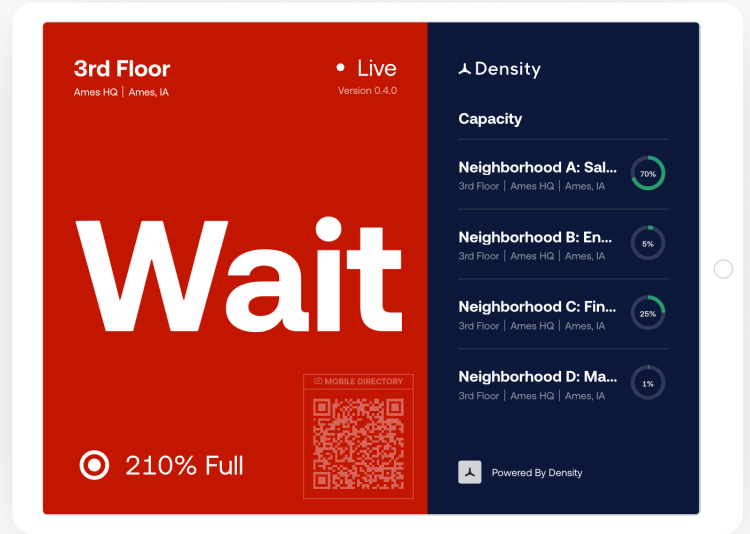 3rd Floor
Ames HQ | Ames, IA
Live
Version 0.4.0
Wait
210% Full
MOBILE DIRECTORY
Density
Capacity
Neighborhood A: Sal...
3rd Floor | Ames HQ | Ames, IA
70%
Neighborhood B: En...
3rd Floor | Ames HQ | Ames, IA
5%
Neighborhood C: Fin...
3rd Floor | Ames HQ | Ames, IA
25%
Neighborhood D: Ma...
3rd Floor | Ames HQ | Ames, IA
1%
Powered By Density